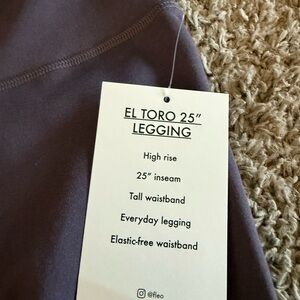 EL TORO 25"
LEGGING
High rise
25" inseam
Tall waistband
Everyday legging
Elastic-free waistband
@fleo